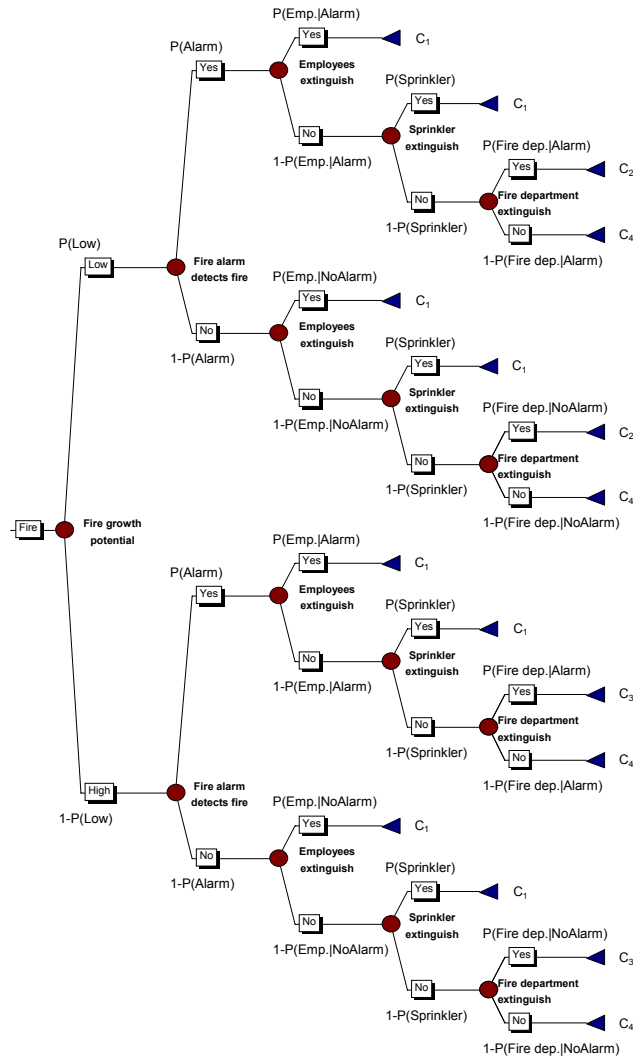 P(Emp.|Alarm)
Yes
C1
P(Alarm)
Yes
Employees
extinguish
P(Sprinkler)
Yes
C1
No
1-P(Emp.|Alarm)
Sprinkler
extinguish
P(Fire dep.|Alarm)
Yes
C2
No
1-P(Sprinkler)
Fire department
extinguish
No
C4
1-P(Fire dep.|Alarm)
P(Low)
Low
Fire alarm
detects fire
P(Emp.|NoAlarm)
Yes
C1
No
1-P(Alarm)
Employees
extinguish
P(Sprinkler)
Yes
C1
No
1-P(Emp.|NoAlarm)
Sprinkler
extinguish
P(Fire dep.|NoAlarm)
Yes
C2
No
1-P(Sprinkler)
Fire department
extinguish
No
C4
1-P(Fire dep.|NoAlarm)
Fire
Fire growth
potential
P(Emp.|Alarm)
Yes
C1
P(Alarm)
Yes
Employees
extinguish
P(Sprinkler)
Yes
C1
No
1-P(Emp.|Alarm)
Sprinkler
extinguish
P(Fire dep.|Alarm)
Yes
C3
No
1-P(Sprinkler)
Fire department
extinguish
No
C4
1-P(Fire dep.|Alarm)
High
1-P(Low)
Fire alarm
detects fire
P(Emp.|NoAlarm)
Yes
C1
No
1-P(Alarm)
Employees
extinguish
P(Sprinkler)
Yes
C1
No
1-P(Emp.|NoAlarm)
Sprinkler
extinguish
P(Fire dep.|NoAlarm)
Yes
C3
No
1-P(Sprinkler)
Fire department
extinguish
No
C4
1-P(Fire dep.|NoAlarm)